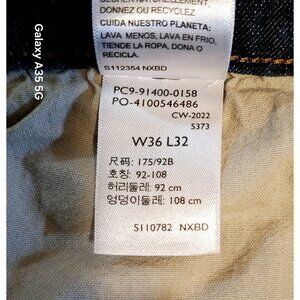 DONNEZ OU RECYCLEZ
CUIDA NUESTRO PLANETA:
LAVA MENOS, LAVA EN FRIO,
TIENDE LA ROPA, DONA O
RECICLA.
S112354 NXBD
PC9-91400-0158
PO-4100546486
CW-2022
5373
W36 L32
尺码: 175/92B
호칭: 92-108
허리둘레: 92 cm
엉덩이둘레: 108 cm
S110782 NXBD
Galaxy A35 5G